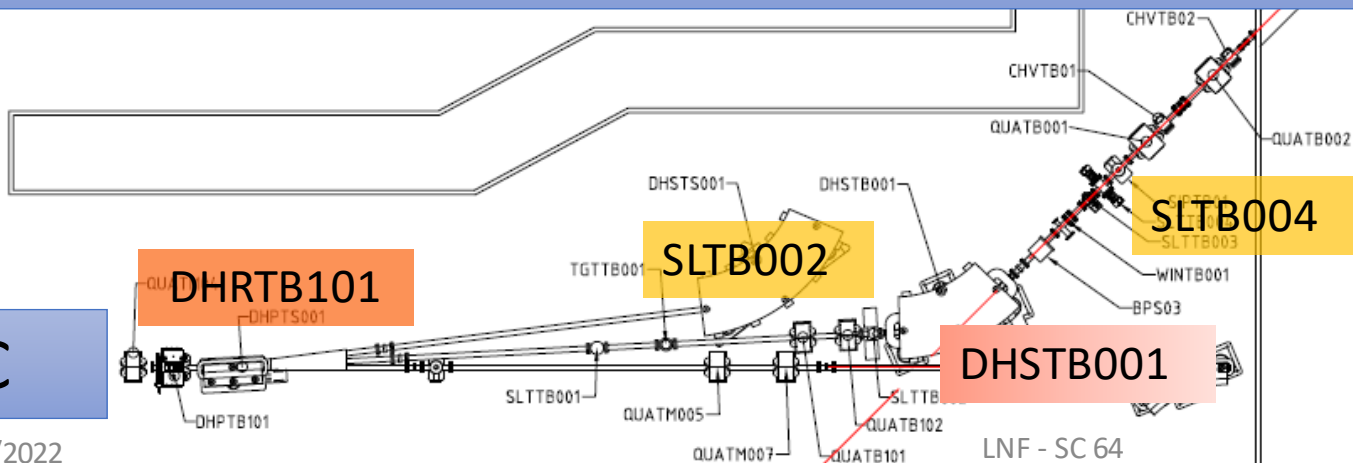 CHVTB02
CHVTB01
QUATB001
QUATB002
DHSTS001
DHSTB001
SLTB004
SLTTB003
SLTB002
TGTTB001
WINTB001
DHRTB101
BPS03
DHPTS001
C
DHSTB001
SLTTB001
QUATM005
QUATB102
DHPTB101
QUATM007
QUATB101
/2022
LNF - SC 64